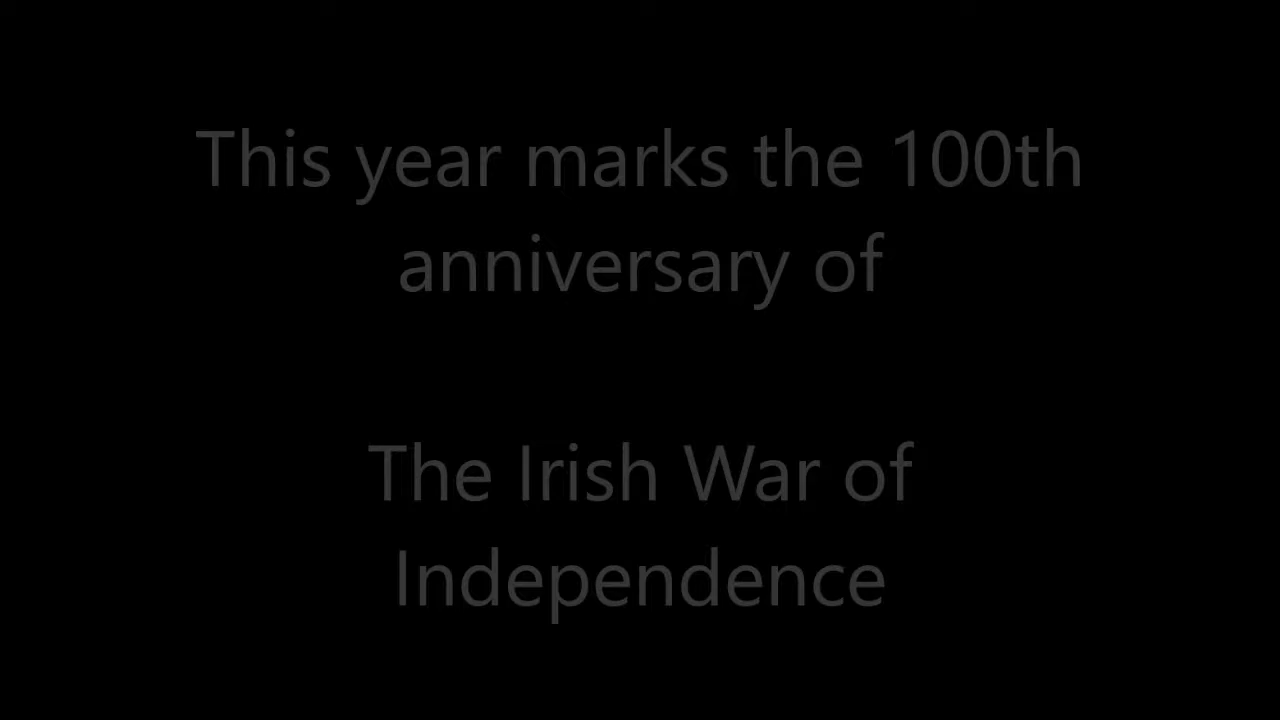 This year marks the 100th
anniversary of
The Irish War of
Independence